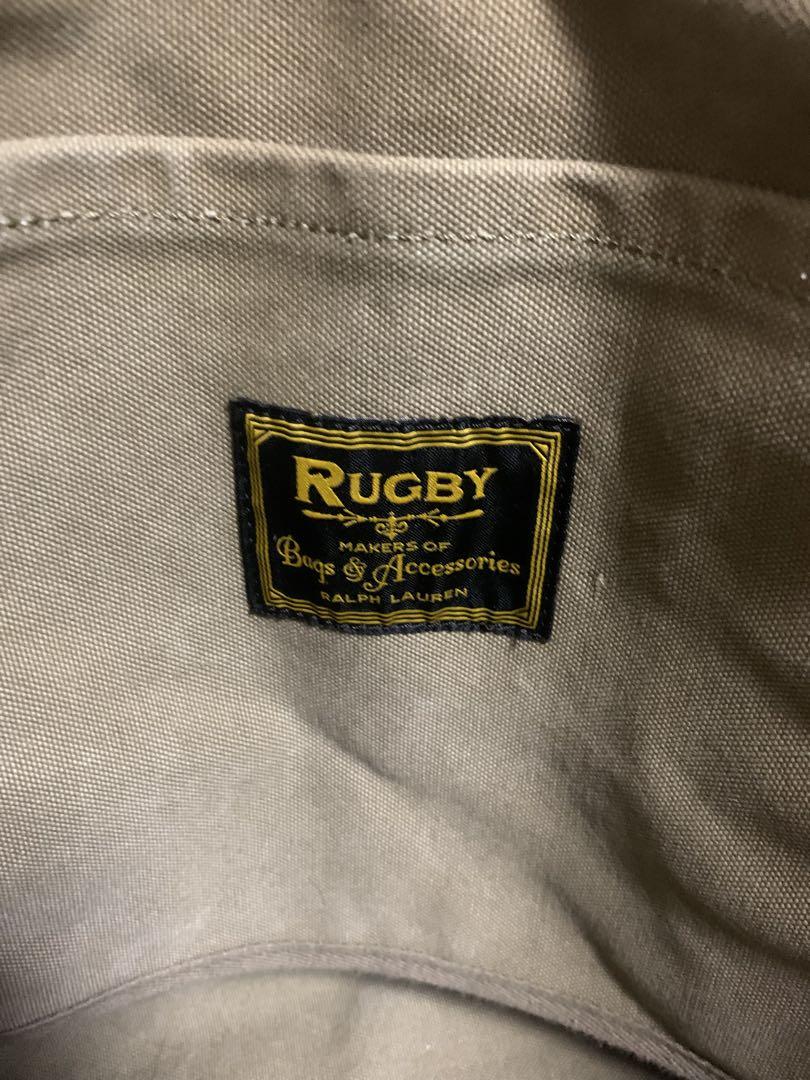 RUGBY
MAKERS OF
Bags & Accessories
RALPH LAUREN